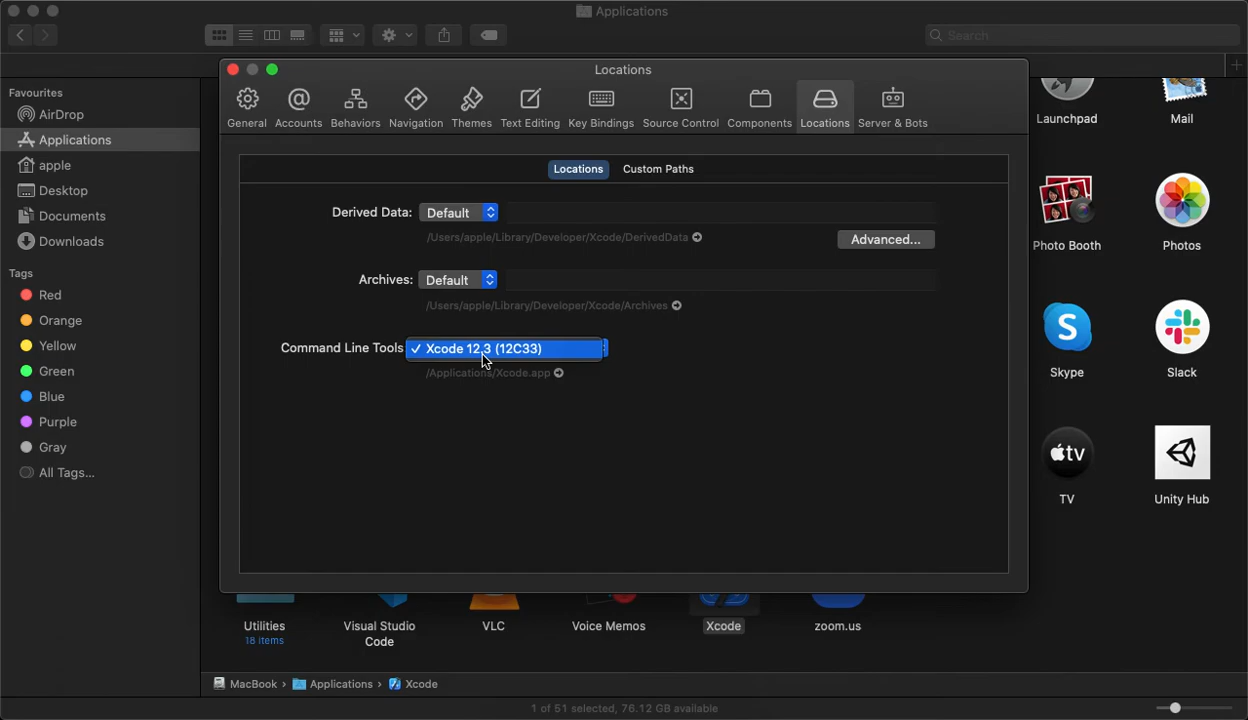 Applications
Search
Locations
General
Accounts
Behaviors
Navigation
Themes
Text Editing
Key Bindings
Source Control
Components
Locations
Server & Bots
Favourites
AirDrop
Applications
apple
Desktop
Documents
Downloads
Tags
Red
Orange
Yellow
Green
Blue
Purple
Gray
All Tags...
Locations
Custom Paths
Derived Data:
Default
/Users/apple/Library/Developer/Xcode/DerivedData
Advanced...
Archives:
Default
/Users/apple/Library/Developer/Xcode/Archives
Command Line Tools
Xcode 12.3 (12C33)
/Applications/Xcode.app
Launchpad
Mail
Photo Booth
Photos
Skype
Slack
tv
TV
Unity Hub
Utilities
18 items
Visual Studio
Code
VLC
Voice Memos
Xcode
zoom.us
MacBook › Applications › Xcode
1 of 51 selected, 76.12 GB available